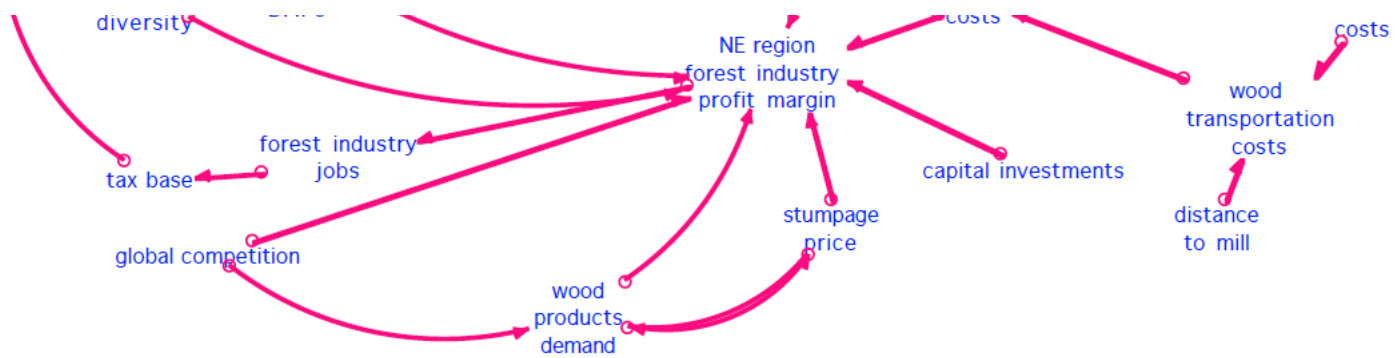 diversity
costs
costs
NE region
forest industry
profit margin
wood
transportation
costs
forest industry
jobs
tax base
capital investments
stumpage
price
distance
to mill
global competition
wood
products
demand